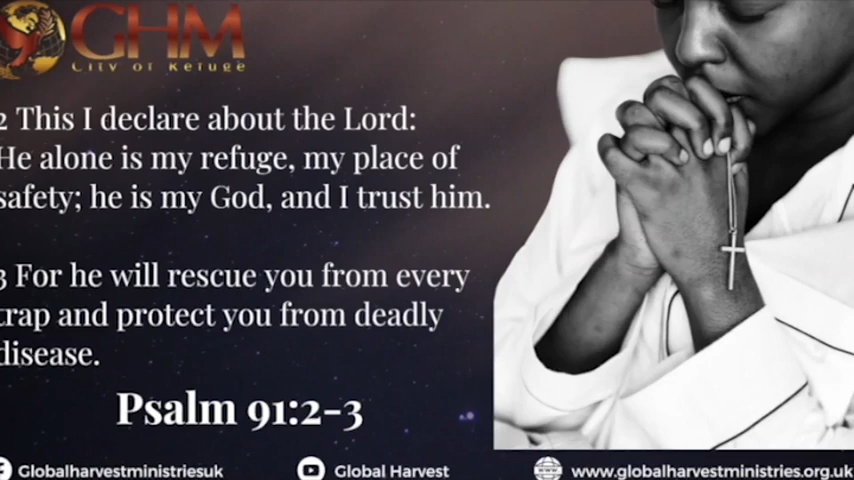 GHM
City of Refuge
2 This I declare about the Lord:
He alone is my refuge, my place of
safety; he is my God, and I trust him.
3 For he will rescue you from every
trap and protect you from deadly
disease.
Psalm 91:2-3
Globalharvestministriesuk
Global Harvest
www.globalharvestministries.org.uk